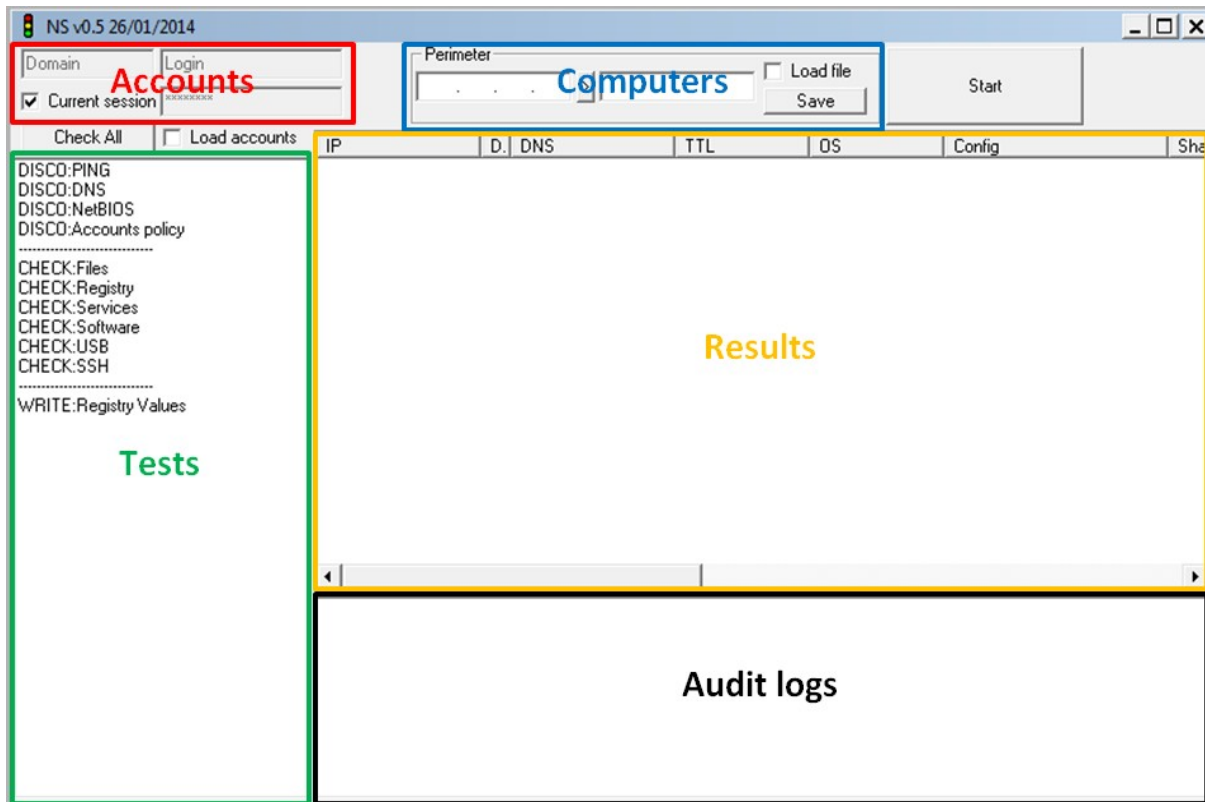 NS v0.5 26/01/2014
Domain
Login
Accounts
Current session
xxxxxxxx
Perimeter
. . .
Computers
Load file
Save
Start
Check All
Load accounts
IP
D.
DNS
TTL
OS
Config
Sha
DISCO:PING
DISCO:DNS
DISCO:NetBIOS
DISCO:Accounts policy
-------------------------------
CHECK:Files
CHECK:Registry
CHECK:Services
CHECK:Software
CHECK:USB
CHECK:SSH
-------------------------------
WRITE:Registry Values
Tests
Results
Audit logs